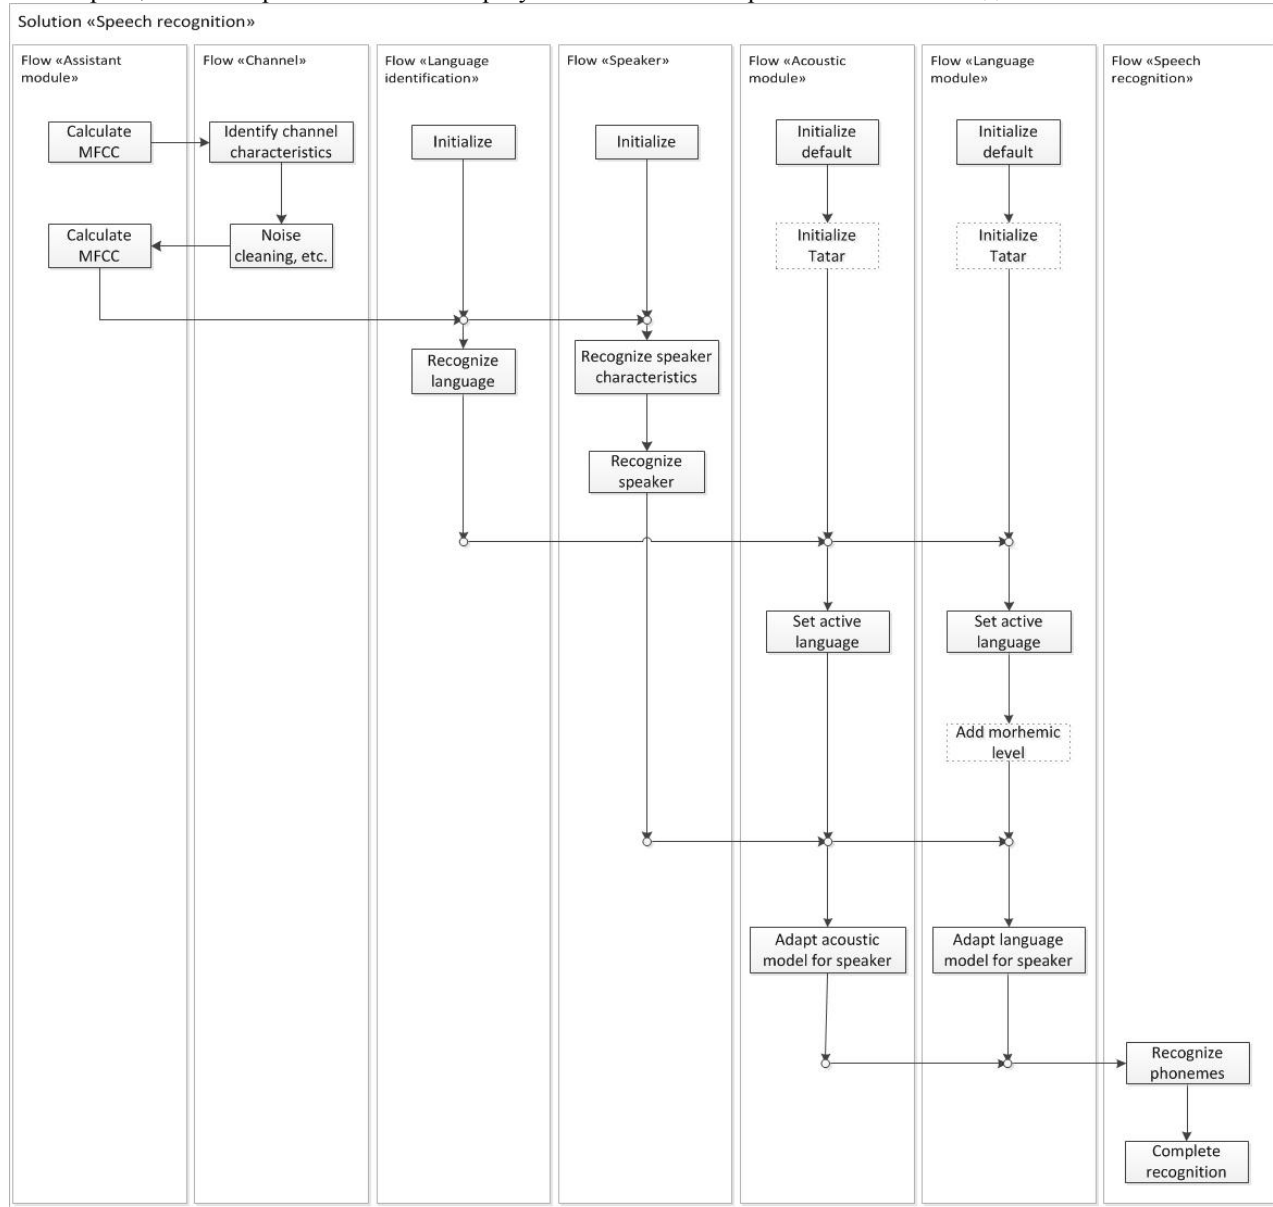 Solution «Speech recognition»
Flow «Assistant
module»
Flow «Channel»
Flow «Language
identification»
Flow «Speaker»
Flow «Acoustic
module»
Flow «Language
module»
Flow «Speech
recognition»
Calculate
MFCC
Identify channel
characteristics
Initialize
Initialize
Initialize
default
Initialize
default
Calculate
MFCC
Noise
cleaning, etc.
Initialize
Tatar
Initialize
Tatar
Recognize
language
Recognize speaker
characteristics
Recognize
speaker
Set active
language
Set active
language
Add morhemic
level
Adapt acoustic
model for speaker
Adapt language
model for speaker
Recognize
phonemes
Complete
recognition